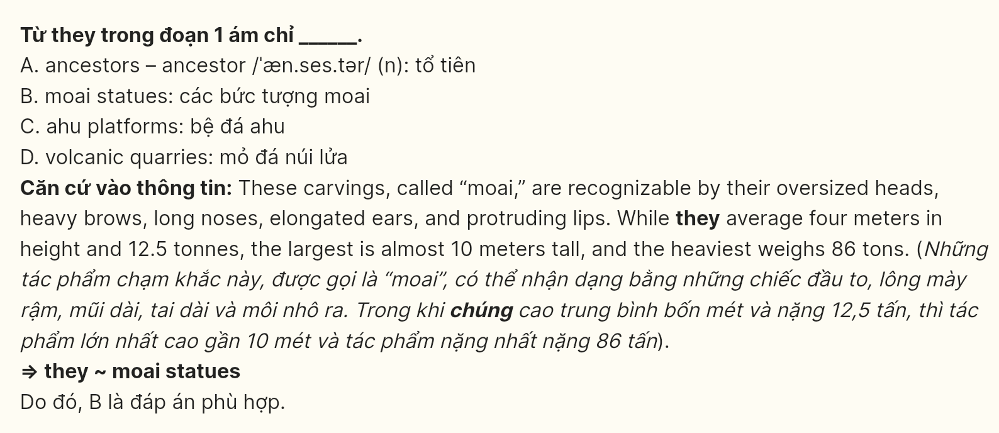 Từ they trong đoạn 1 ám chỉ ______.
A. ancestors – ancestor /ˈæn.ses.tər/ (n): tổ tiên
B. moai statues: các bức tượng moai
C. ahu platforms: bệ đá ahu
D. volcanic quarries: mỏ đá núi lửa
Căn cứ vào thông tin: These carvings, called “moai,” are recognizable by their oversized heads,
heavy brows, long noses, elongated ears, and protruding lips. While they average four meters in
height and 12.5 tonnes, the largest is almost 10 meters tall, and the heaviest weighs 86 tons. (Những
tác phẩm chạm khắc này, được gọi là “moai”, có thể nhận dạng bằng những chiếc đầu to, lông mày
rậm, mũi dài, tai dài và môi nhô ra. Trong khi chúng cao trung bình bốn mét và nặng 12,5 tấn, thì tác
phẩm lớn nhất cao gần 10 mét và tác phẩm nặng nhất nặng 86 tấn).
⇒ they ~ moai statues
Do đó, B là đáp án phù hợp.